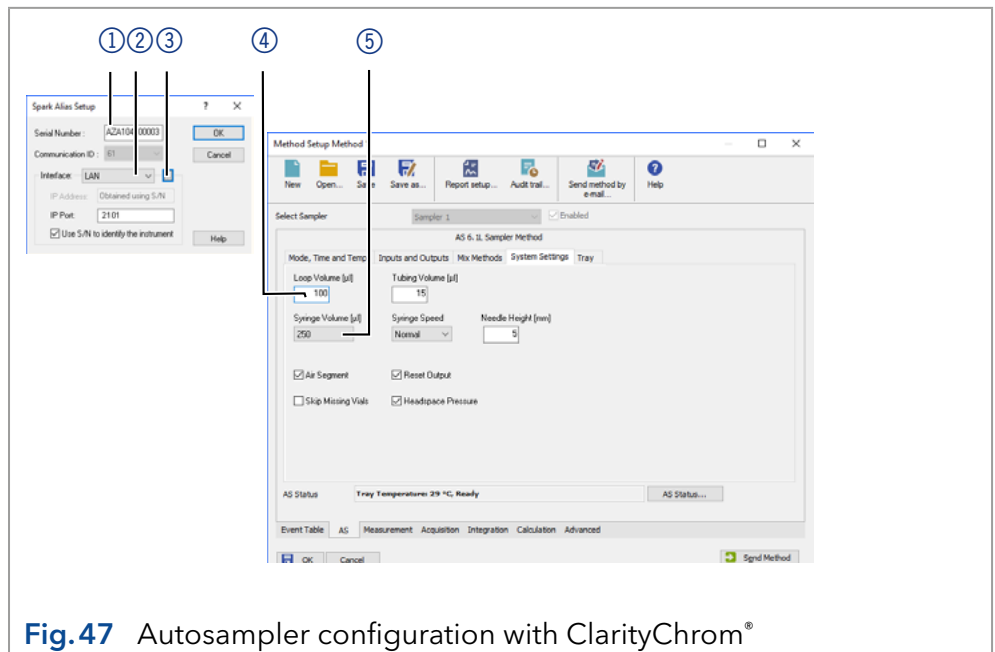 ① ② ③ ④ ⑤
Spark Alias Setup ? X
Serial Number : OK
Communication ID : 61 Cancel
Interface: LAN
IP Address: Obtained using S/N
IP Port: 2101
Use S/N to identify the instrument Help
Method Setup Method
New Open... Save as... Report setup... Audit trail... Send method by e-mail... Help
Select Sampler Sampler 1 Enabled
AS 6.1L Sampler Method
Mode, Time and Temp Inputs and Outputs Mix Methods System Settings Tray
Loop Volume [µl] Tubing Volume [µl]
100 15
Syringe Volume [µl] Syringe Speed Needle Height [mm]
250 Normal 5
Air Segment Reset Output
Skip Missing Vials Headspace Pressure
AS Status Tray Temperature: 29 °C, Ready AS Status...
Event Table AS Measurement Acquisition Integration Calculation Advanced
OK Cancel Send Method
Fig. 47 Autosampler configuration with ClarityChrom®